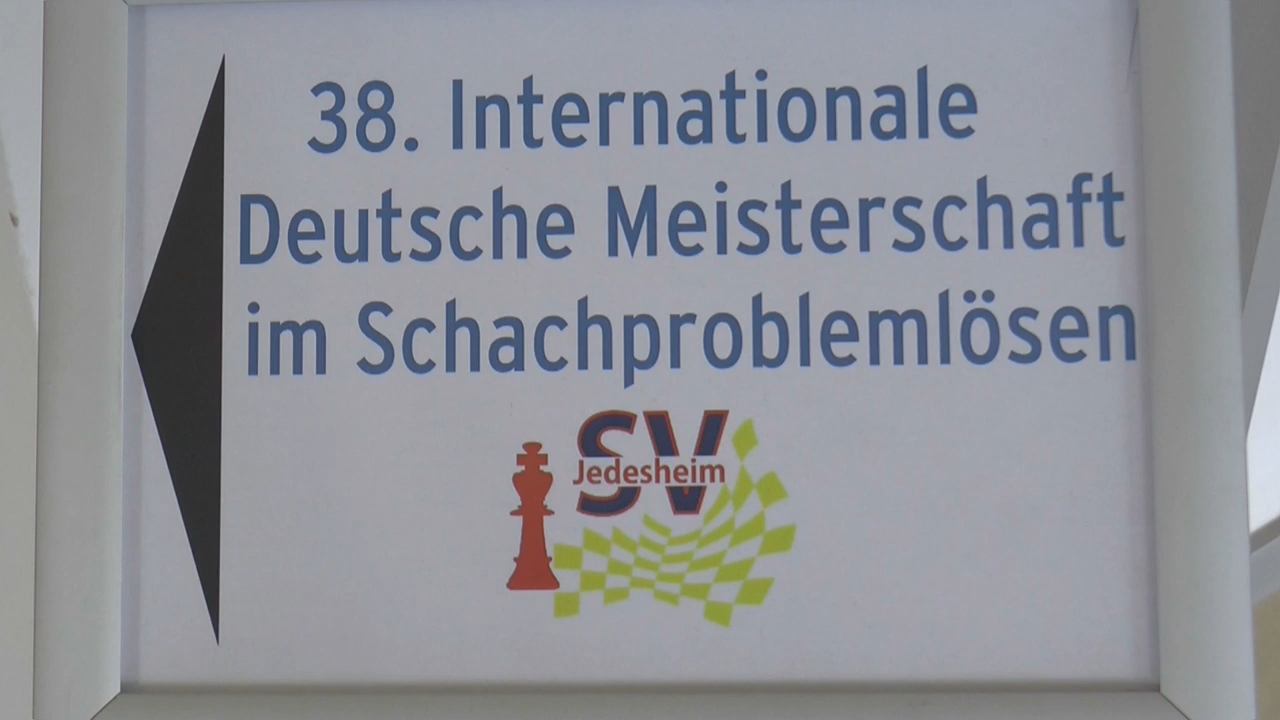 38. Internationale
Deutsche Meisterschaft
im Schachproblemlösen
SV
Jedesheim